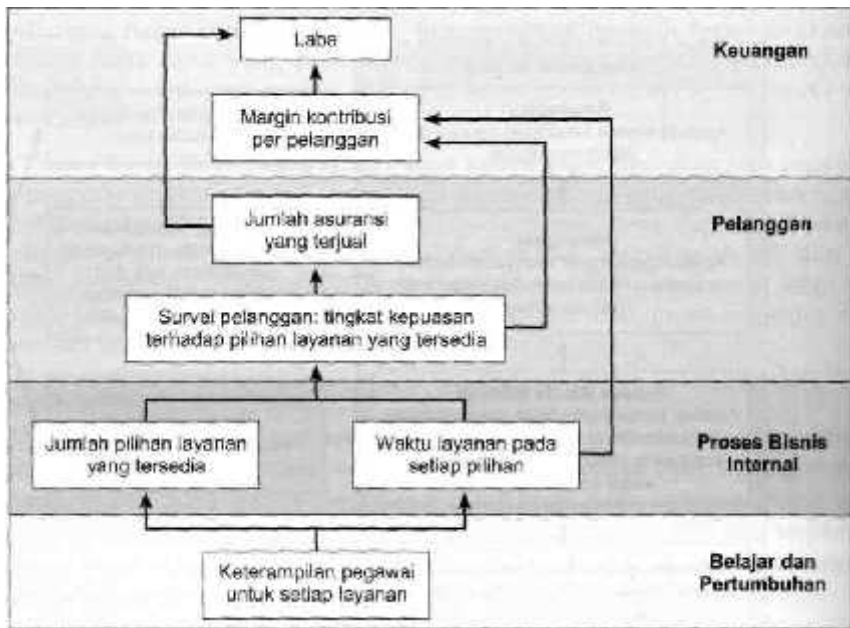 Laba
Keuangan
Margin kontribusi
per pelanggan
Jumlah asuransi
yang terjual
Pelanggan
Survei pelanggan: tingkat kepuasan
terhadap pilihan layanan yang tersedia
Jumlah pilihan layanan
yang tersedia
Waktu layanan pada
setiap pilihan
Proses Bisnis
Internal
Keterampilan pegawai
untuk setiap layanan
Belajar dan
Pertumbuhan